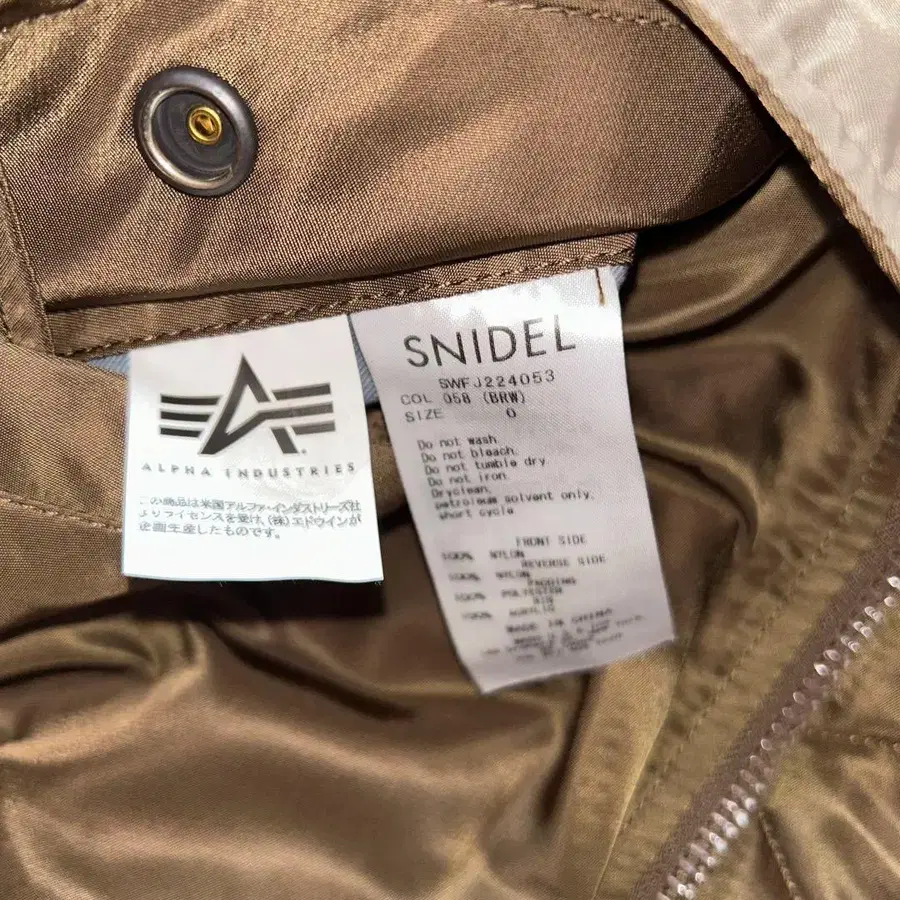 ALPHA INDUSTRIES
この商品は米国アルファ・インダストリーズ社
よりライセンスを受け、(株)エドウインが
企画生産したものです。
SNIDEL
SWFJ224053
COL 058 (BRW)
SIZE 0
Do not wash.
Do not bleach.
Do not tumble dry.
Do not iron.
Dryclean,
petroleum solvent only,
short cycle
FRONT SIDE
100% NYLON
REVERSE SIDE
100% NYLON
PADDING
100% POLYESTER
RIB
100% ACRYLIC
MADE IN CHINA